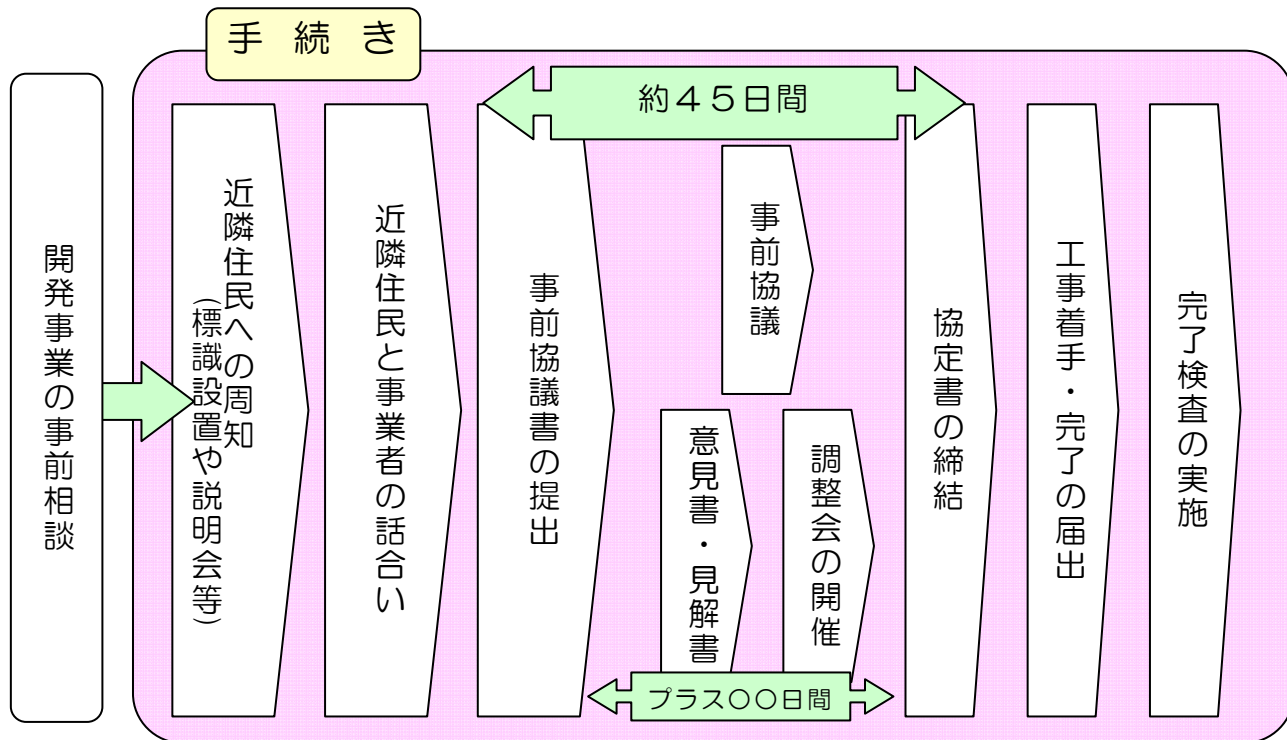 手続き
約４５日間
開発事業の事前相談
近隣住民への周知
（標識設置や説明会等）
近隣住民と事業者の話合い
事前協議書の提出
事前協議
意見書・見解書
調整会の開催
プラス〇〇日間
協定書の締結
工事着手・完了の届出
完了検査の実施